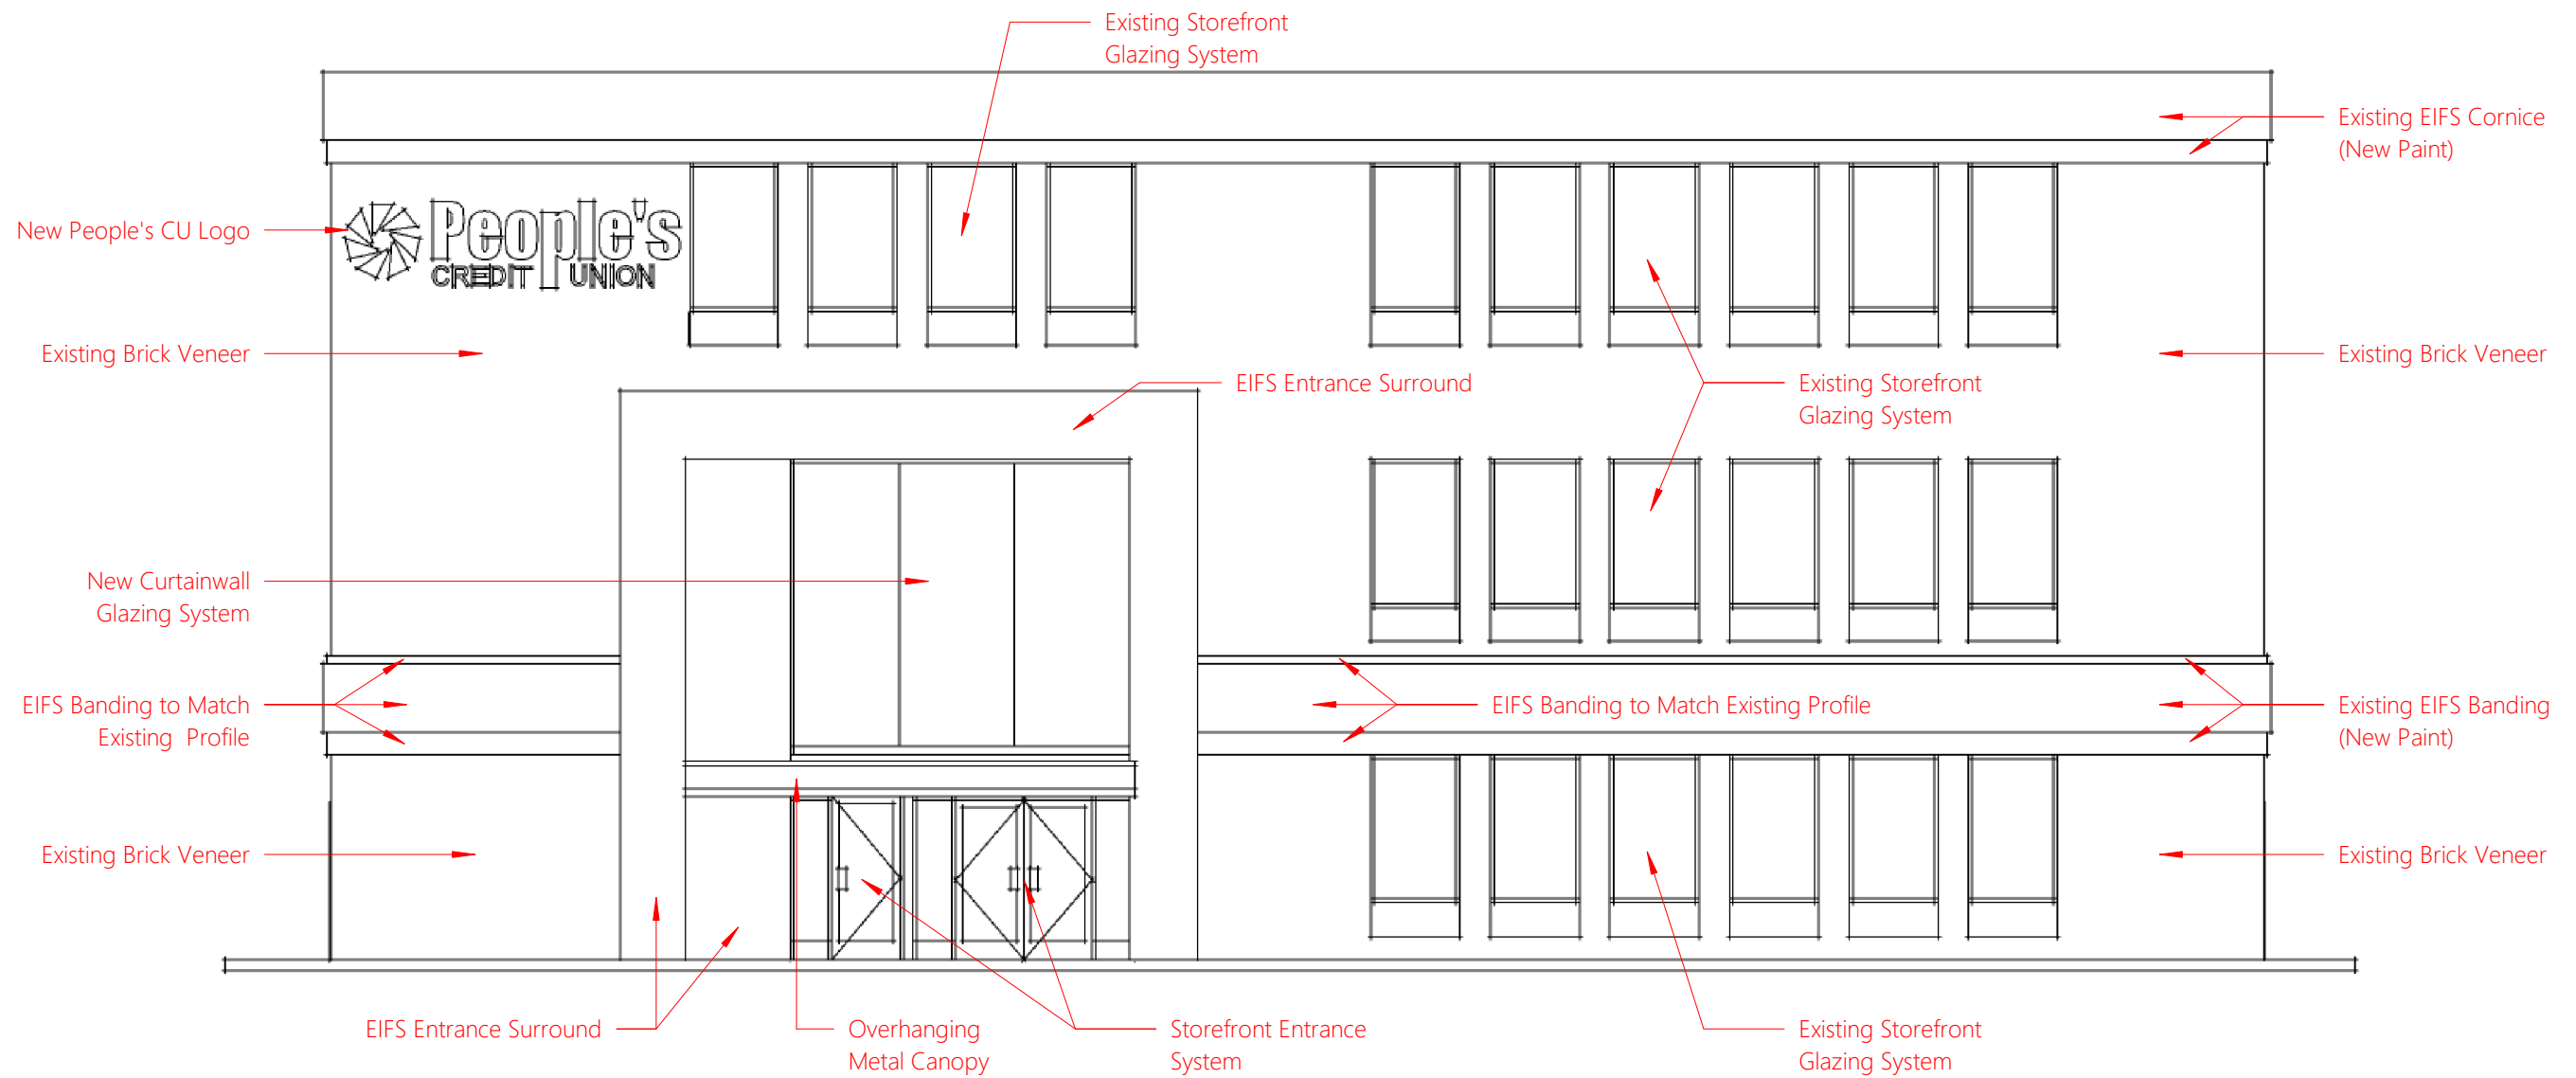 Existing Storefront
Glazing System
Existing EIFS Cornice
(New Paint)
New People's CU Logo
People's
CREDIT UNION
Existing Brick Veneer
Existing Brick Veneer
EIFS Entrance Surround
Existing Storefront
Glazing System
New Curtainwall
Glazing System
EIFS Banding to Match
Existing Profile
EIFS Banding to Match Existing Profile
Existing EIFS Banding
(New Paint)
Existing Brick Veneer
Existing Brick Veneer
EIFS Entrance Surround
Overhanging
Metal Canopy
Storefront Entrance
System
Existing Storefront
Glazing System